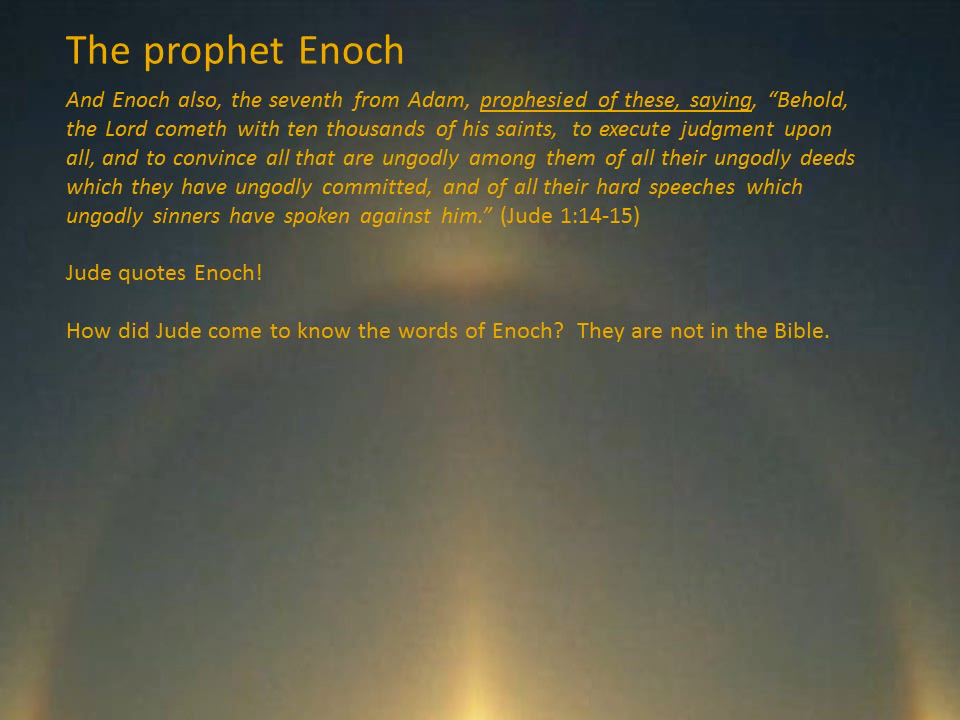 The prophet Enoch
And Enoch also, the seventh from Adam, prophesied of these, saying, “Behold,
the Lord cometh with ten thousands of his saints, to execute judgment upon
all, and to convince all that are ungodly among them of all their ungodly deeds
which they have ungodly committed, and of all their hard speeches which
ungodly sinners have spoken against him.” (Jude 1:14-15)
Jude quotes Enoch!
How did Jude come to know the words of Enoch? They are not in the Bible.